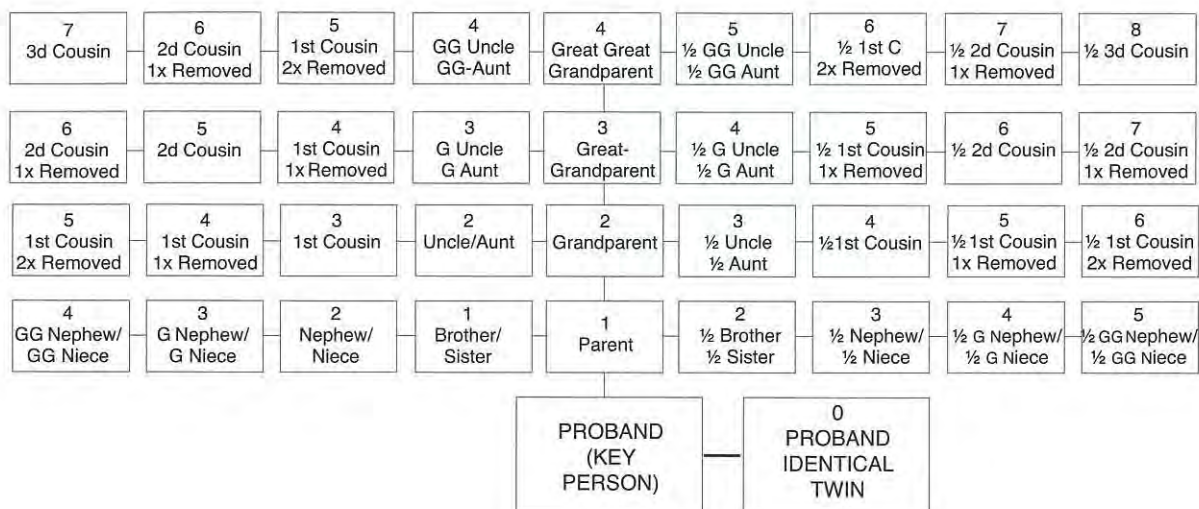 7
3d Cousin
6
2d Cousin
1x Removed
5
1st Cousin
2x Removed
4
GG Uncle
GG-Aunt
4
Great Great
Grandparent
5
½ GG Uncle
½ GG Aunt
6
½ 1st C
2x Removed
7
½ 2d Cousin
1x Removed
8
½ 3d Cousin
6
2d Cousin
1x Removed
5
2d Cousin
4
1st Cousin
1x Removed
3
G Uncle
G Aunt
3
Great-
Grandparent
4
½ G Uncle
½ G Aunt
5
½ 1st Cousin
1x Removed
6
½ 2d Cousin
7
½ 2d Cousin
1x Removed
5
1st Cousin
2x Removed
4
1st Cousin
1x Removed
3
1st Cousin
2
Uncle/Aunt
2
Grandparent
3
½ Uncle
½ Aunt
4
½1st Cousin
5
½ 1st Cousin
1x Removed
6
½ 1st Cousin
2x Removed
4
GG Nephew/
GG Niece
3
G Nephew/
G Niece
2
Nephew/
Niece
1
Brother/
Sister
1
Parent
2
½ Brother
½ Sister
3
½ Nephew/
½ Niece
4
½ G Nephew/
½ G Niece
5
½ GG Nephew/
½ GG Niece
PROBAND
(KEY
PERSON)
0
PROBAND
IDENTICAL
TWIN